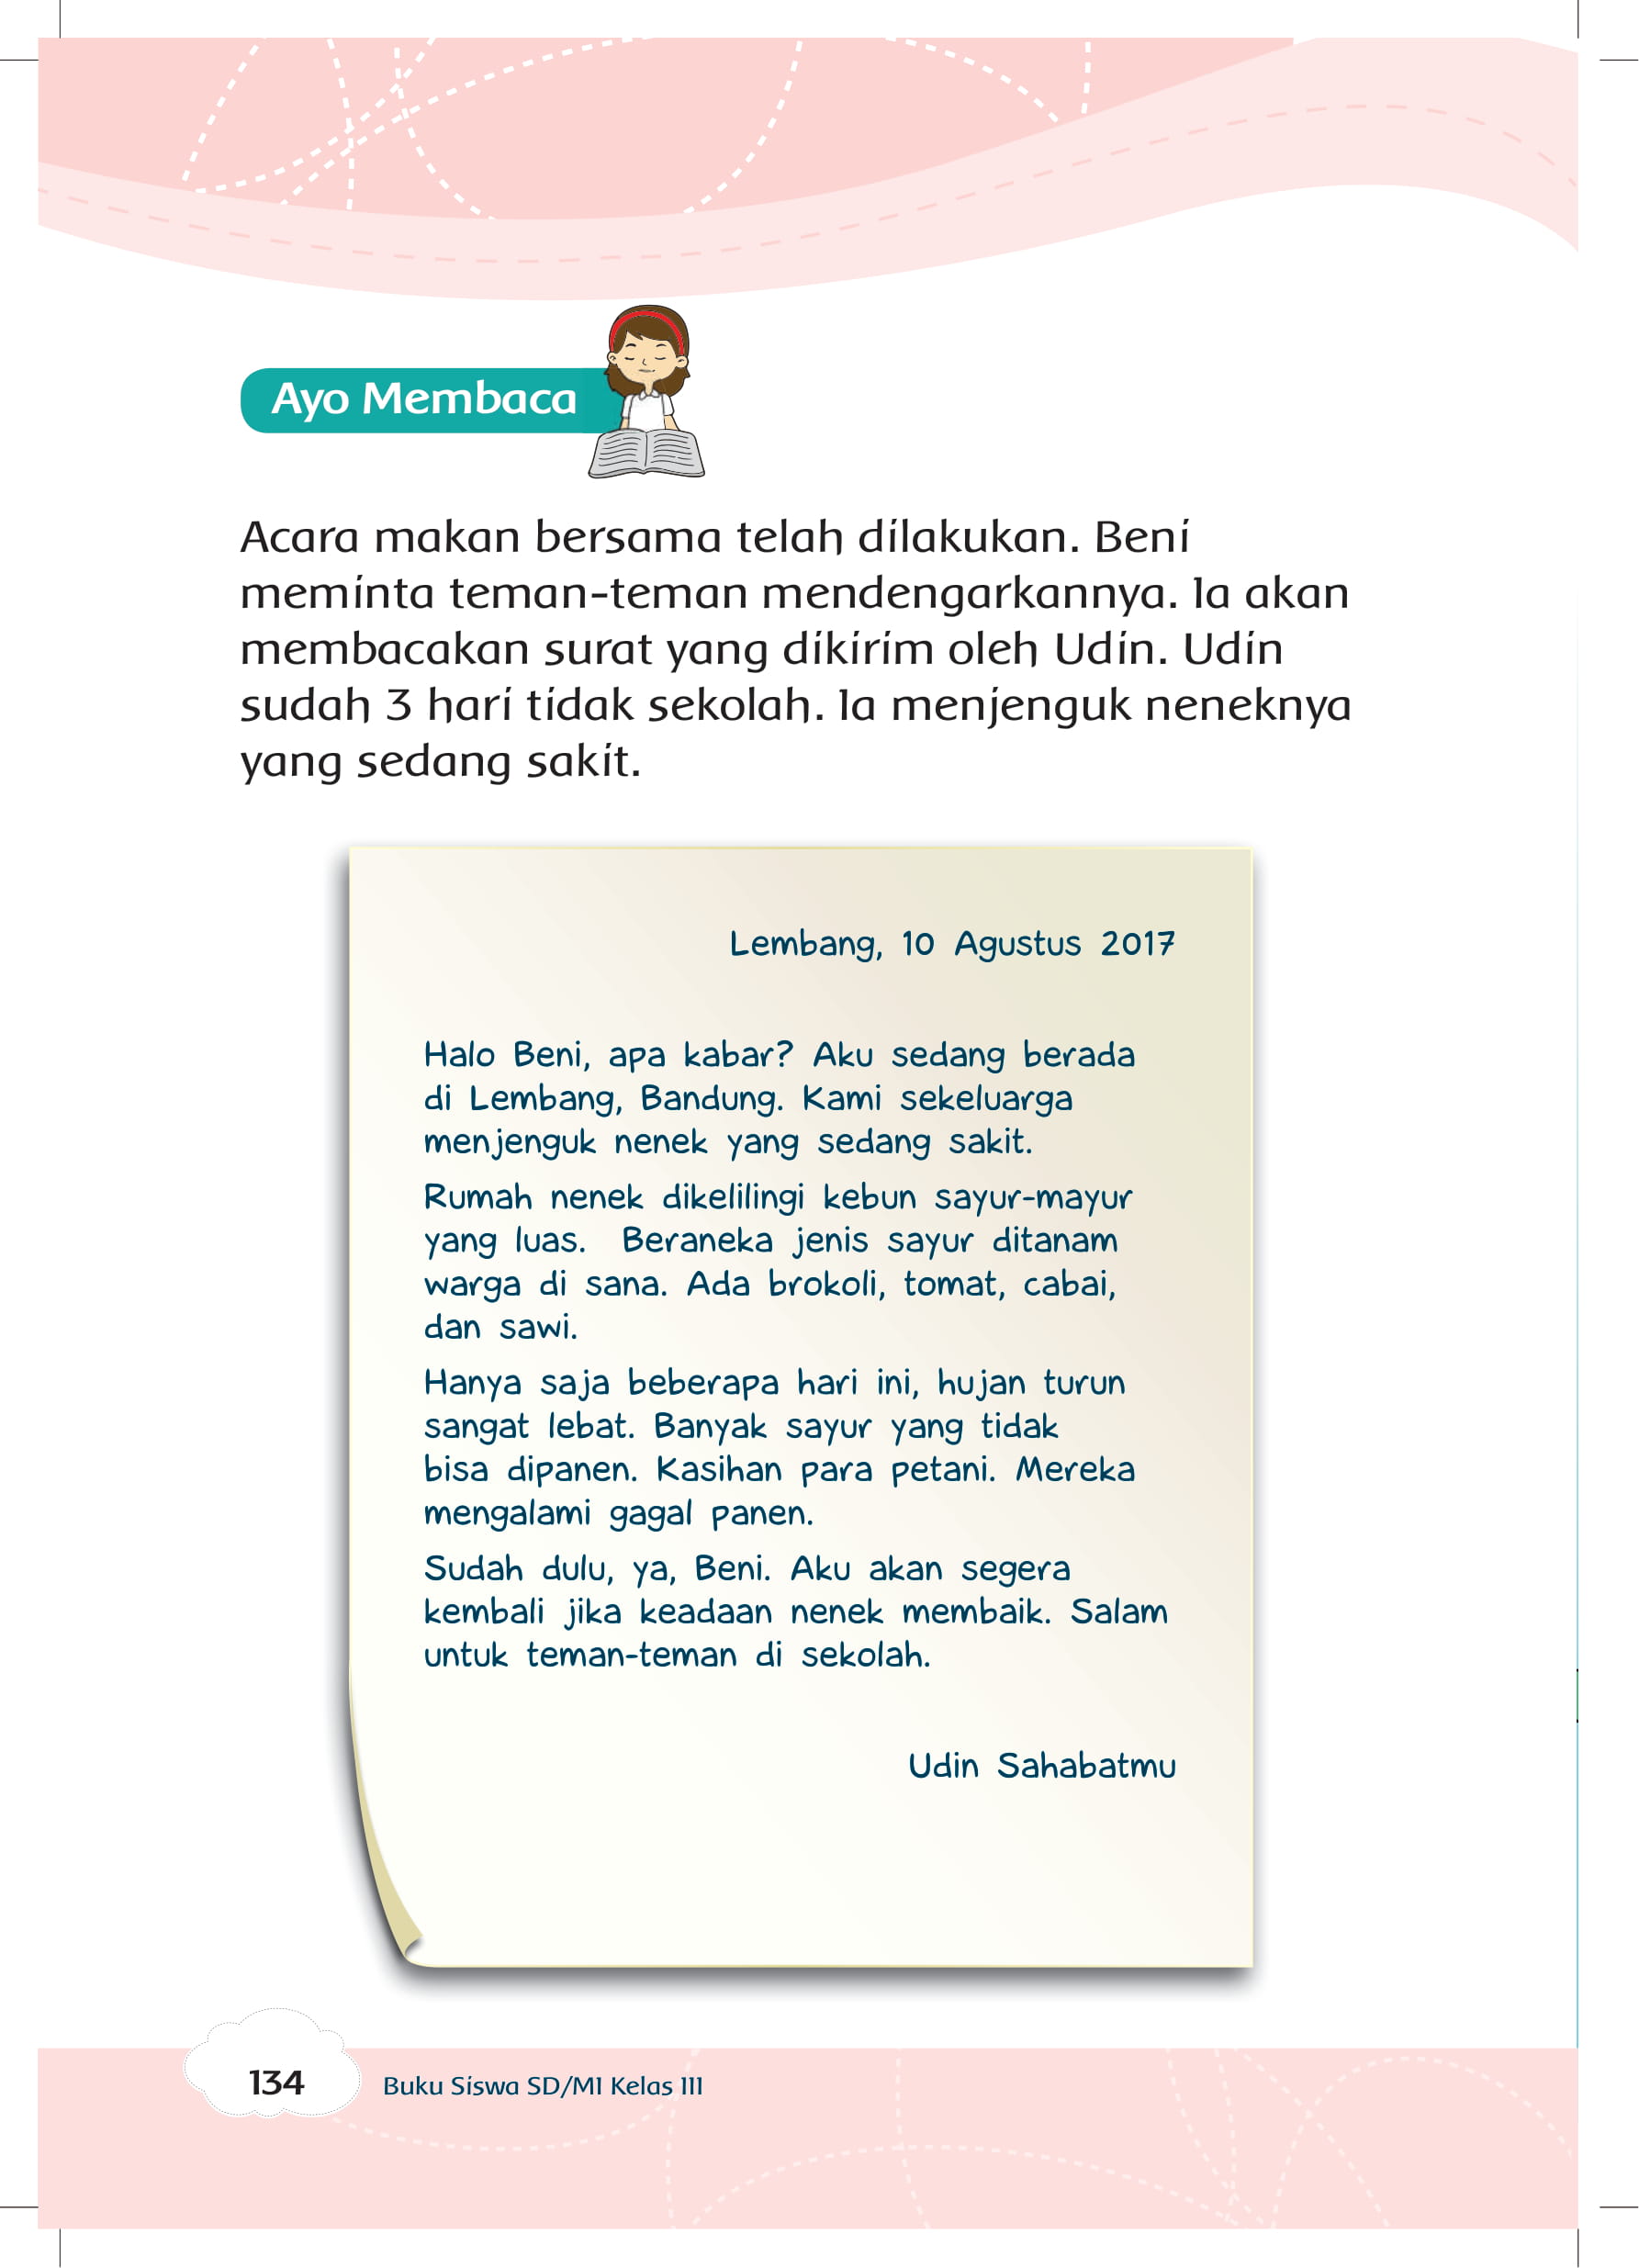 Ayo Membaca
Acara makan bersama telah dilakukan. Beni
meminta teman-teman mendengarkannya. Ia akan
membacakan surat yang dikirim oleh Udin. Udin
sudah 3 hari tidak sekolah. Ia menjenguk neneknya
yang sedang sakit.
Lembang, 10 Agustus 2017
Halo Beni, apa kabar? Aku sedang berada
di Lembang, Bandung. Kami sekeluarga
menjenguk nenek yang sedang sakit.
Rumah nenek dikelilingi kebun sayur-mayur
yang luas. Beraneka jenis sayur ditanam
warga di sana. Ada brokoli, tomat, cabai,
dan sawi.
Hanya saja beberapa hari ini, hujan turun
sangat lebat. Banyak sayur yang tidak
bisa dipanen. Kasihan para petani. Mereka
mengalami gagal panen.
Sudah dulu, ya, Beni. Aku akan segera
kembali jika keadaan nenek membaik. Salam
untuk teman-teman di sekolah.
Udin Sahabatmu
134
Buku Siswa SD/MI Kelas III